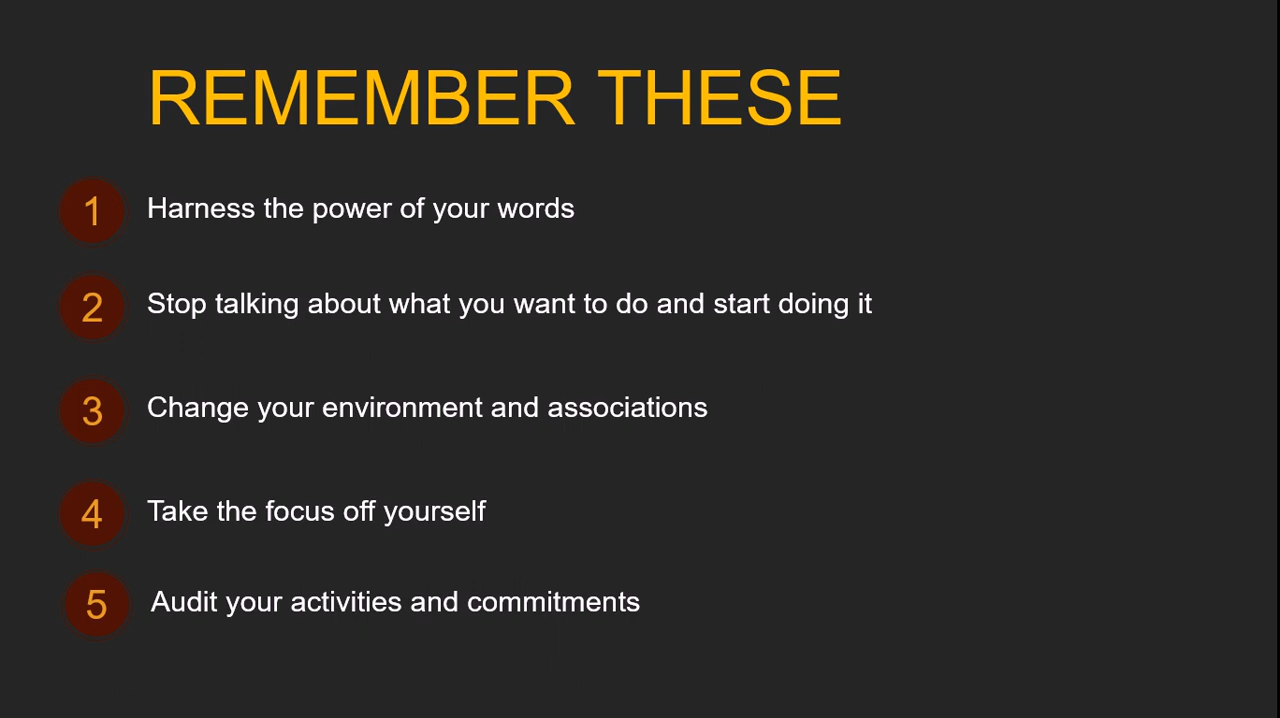 REMEMBER THESE
1 Harness the power of your words
2 Stop talking about what you want to do and start doing it
3 Change your environment and associations
4 Take the focus off yourself
5 Audit your activities and commitments